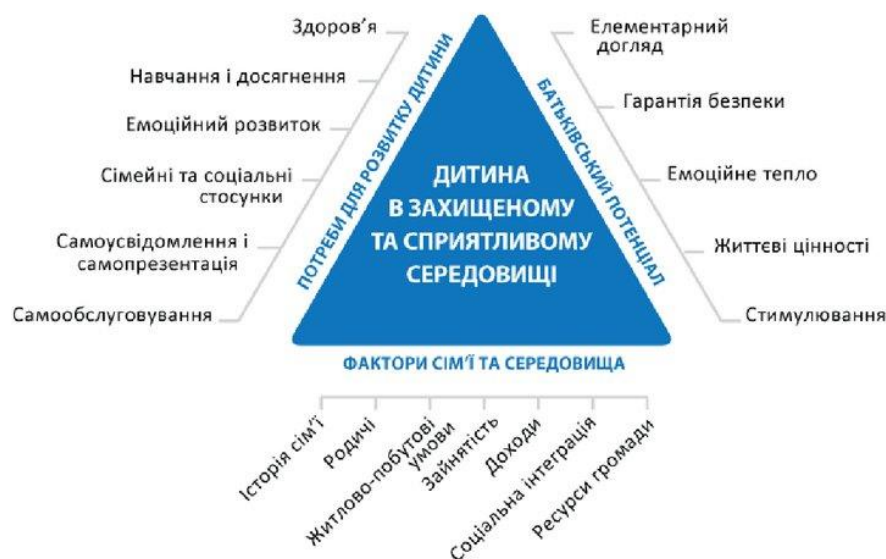 Здоров’я
Навчання і досягнення
Емоційний розвиток
Сімейні та соціальні
стосунки
Самоусвідомлення і
самопрезентація
Самообслуговування
ПОТРЕБИ ДЛЯ РОЗВИТКУ ДИТИНИ
ДИТИНА
В ЗАХИЩЕНОМУ
ТА СПРИЯТЛИВОМУ
СЕРЕДОВИЩІ
БАТЬКІВСЬКИЙ ПОТЕНЦІАЛ
Елементарний
догляд
Гарантія безпеки
Емоційне тепло
Життєві цінності
Стимулювання
ФАКТОРИ СІМ’Ї ТА СЕРЕДОВИЩА
Історія сім’ї
Родичі
Житлово-побутові
умови
Зайнятість
Доходи
Соціальна інтеграція
Ресурси громади